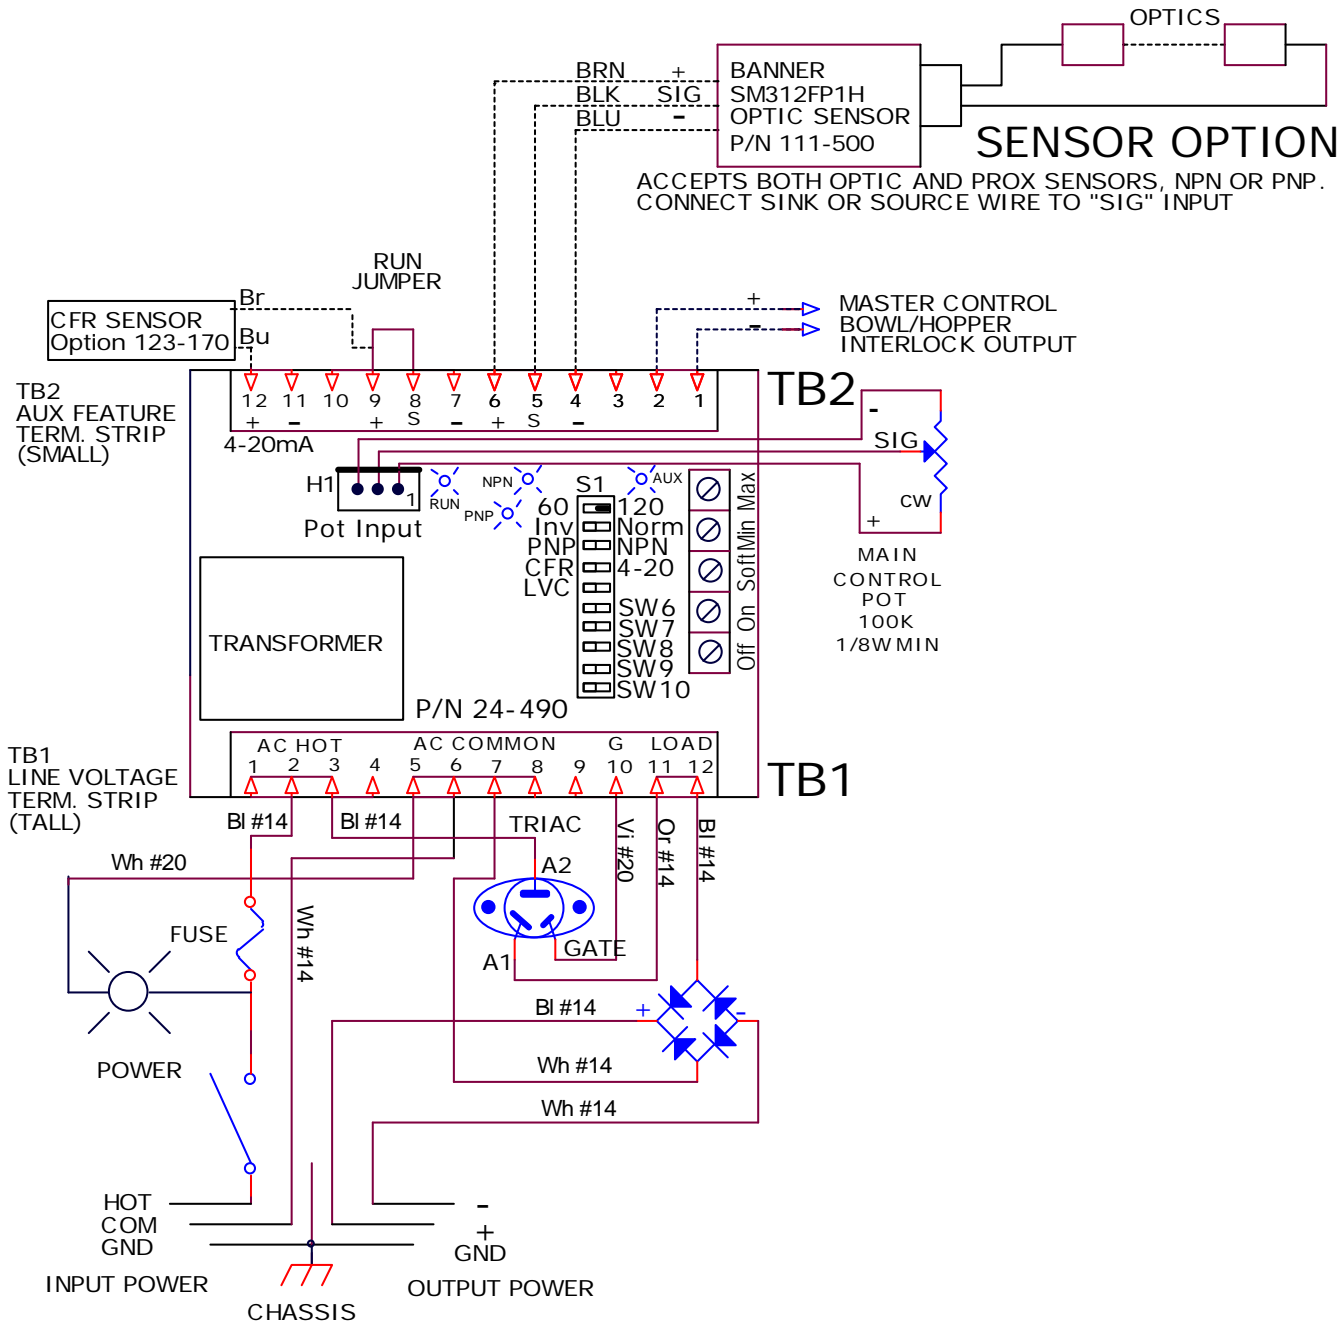 OPTICS
BRN + BANNER
BLK SIG SM312FP1H
BLU - OPTIC SENSOR
P/N 111-500
SENSOR OPTION
ACCEPTS BOTH OPTIC AND PROX SENSORS, NPN OR PNP.
CONNECT SINK OR SOURCE WIRE TO "SIG" INPUT
RUN
JUMPER
Br
CFR SENSOR
Option 123-170
Bu
+ MASTER CONTROL
- BOWL/HOPPER
INTERLOCK OUTPUT
TB2
AUX FEATURE
TERM. STRIP
(SMALL)
12 11 10 9 8 7 6 5 4 3 2 1
+ - + S - + S -
4-20mA
TB2
-
SIG
cw
+
MAIN
CONTROL
POT
100K
1/8W MIN
H1
1
Pot Input
RUN
NPN
PNP
AUX
S1
60 120
Inv Norm
PNP NPN
CFR 4-20
LVC
SW6
SW7
SW8
SW9
SW10
Max
Min
Soft
On
Off
TRANSFORMER
P/N 24-490
AC HOT AC COMMON G LOAD
1 2 3 4 5 6 7 8 9 10 11 12
TB1
LINE VOLTAGE
TERM. STRIP
(TALL)
TB1
Bl #14
Bl #14
TRIAC
Vi #20
Or #14
Bl #14
Wh #20
A2
FUSE
Wh #14
GATE
A1
Bl #14
+ -
POWER
Wh #14
Wh #14
HOT
COM
GND
-
+
GND
INPUT POWER
OUTPUT POWER
CHASSIS